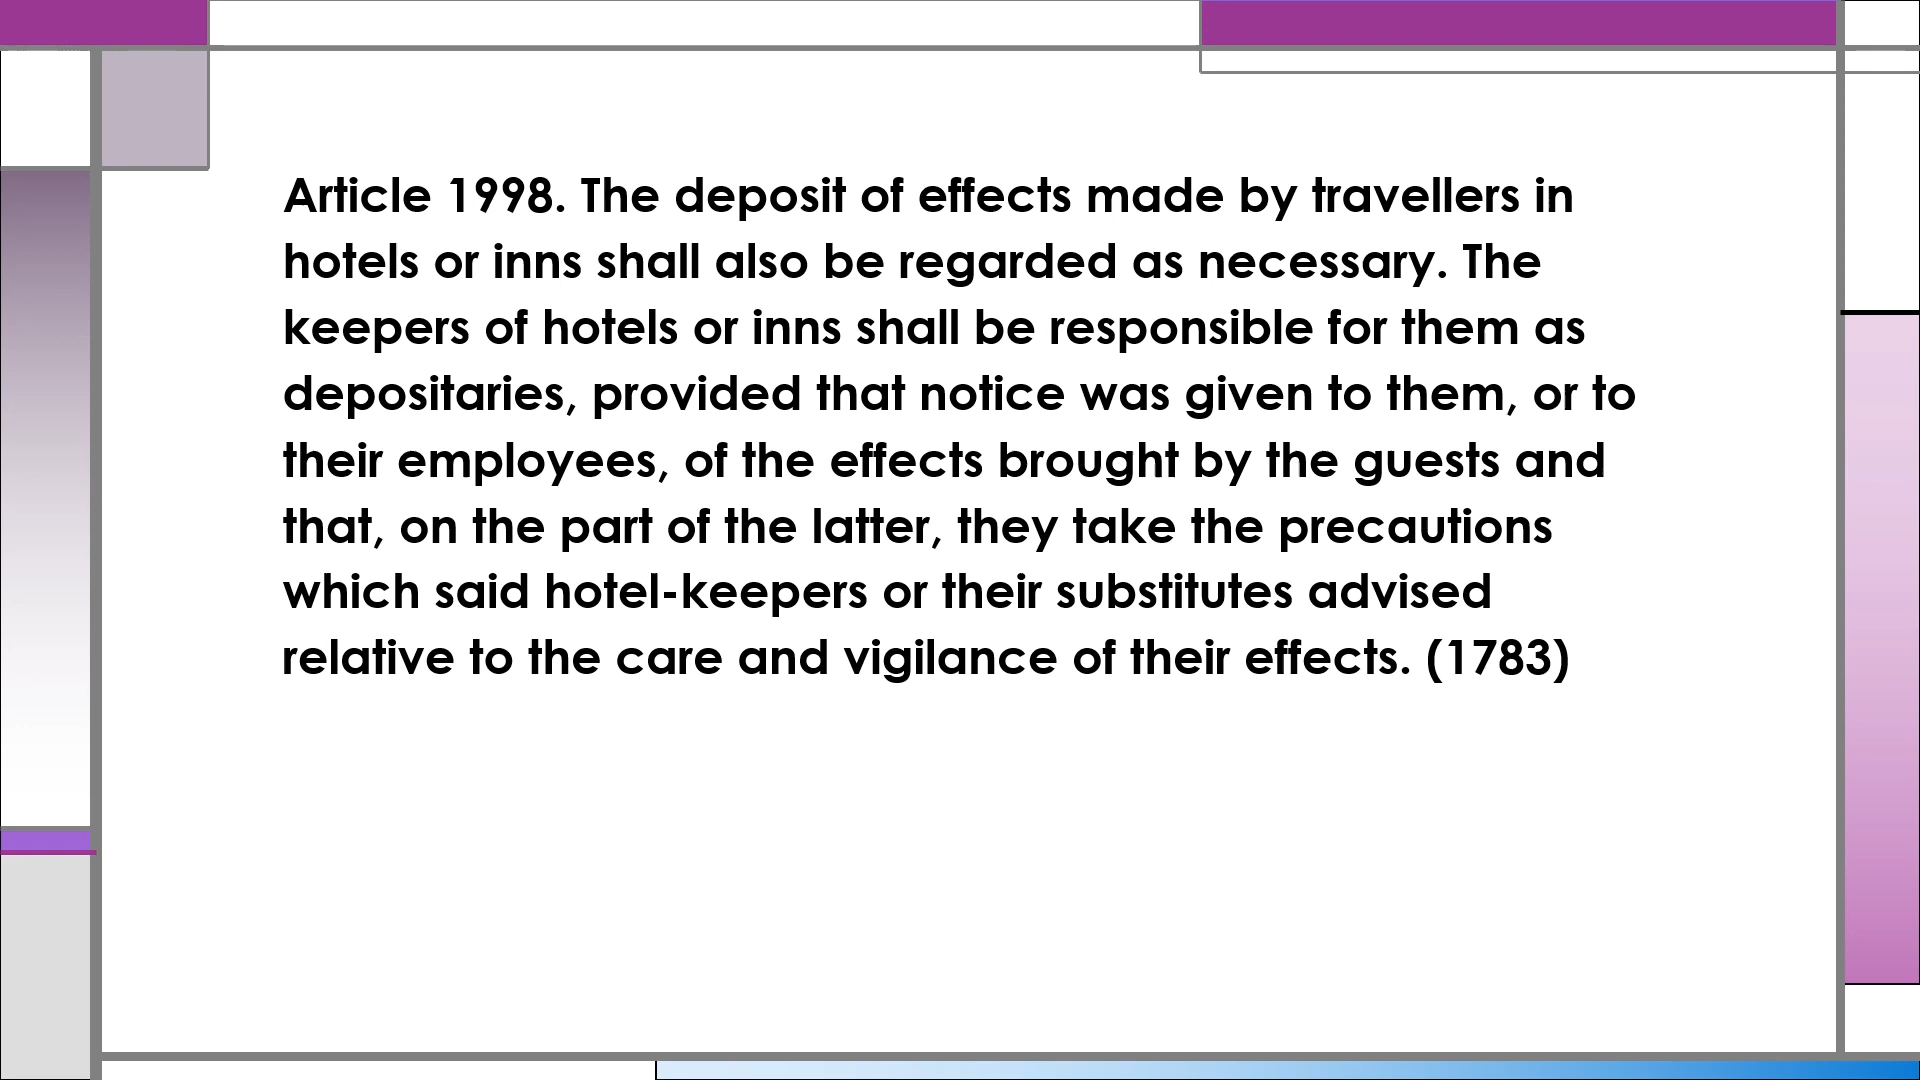 Article 1998. The deposit of effects made by travellers in
hotels or inns shall also be regarded as necessary. The
keepers of hotels or inns shall be responsible for them as
depositaries, provided that notice was given to them, or to
their employees, of the effects brought by the guests and
that, on the part of the latter, they take the precautions
which said hotel-keepers or their substitutes advised
relative to the care and vigilance of their effects. (1783)